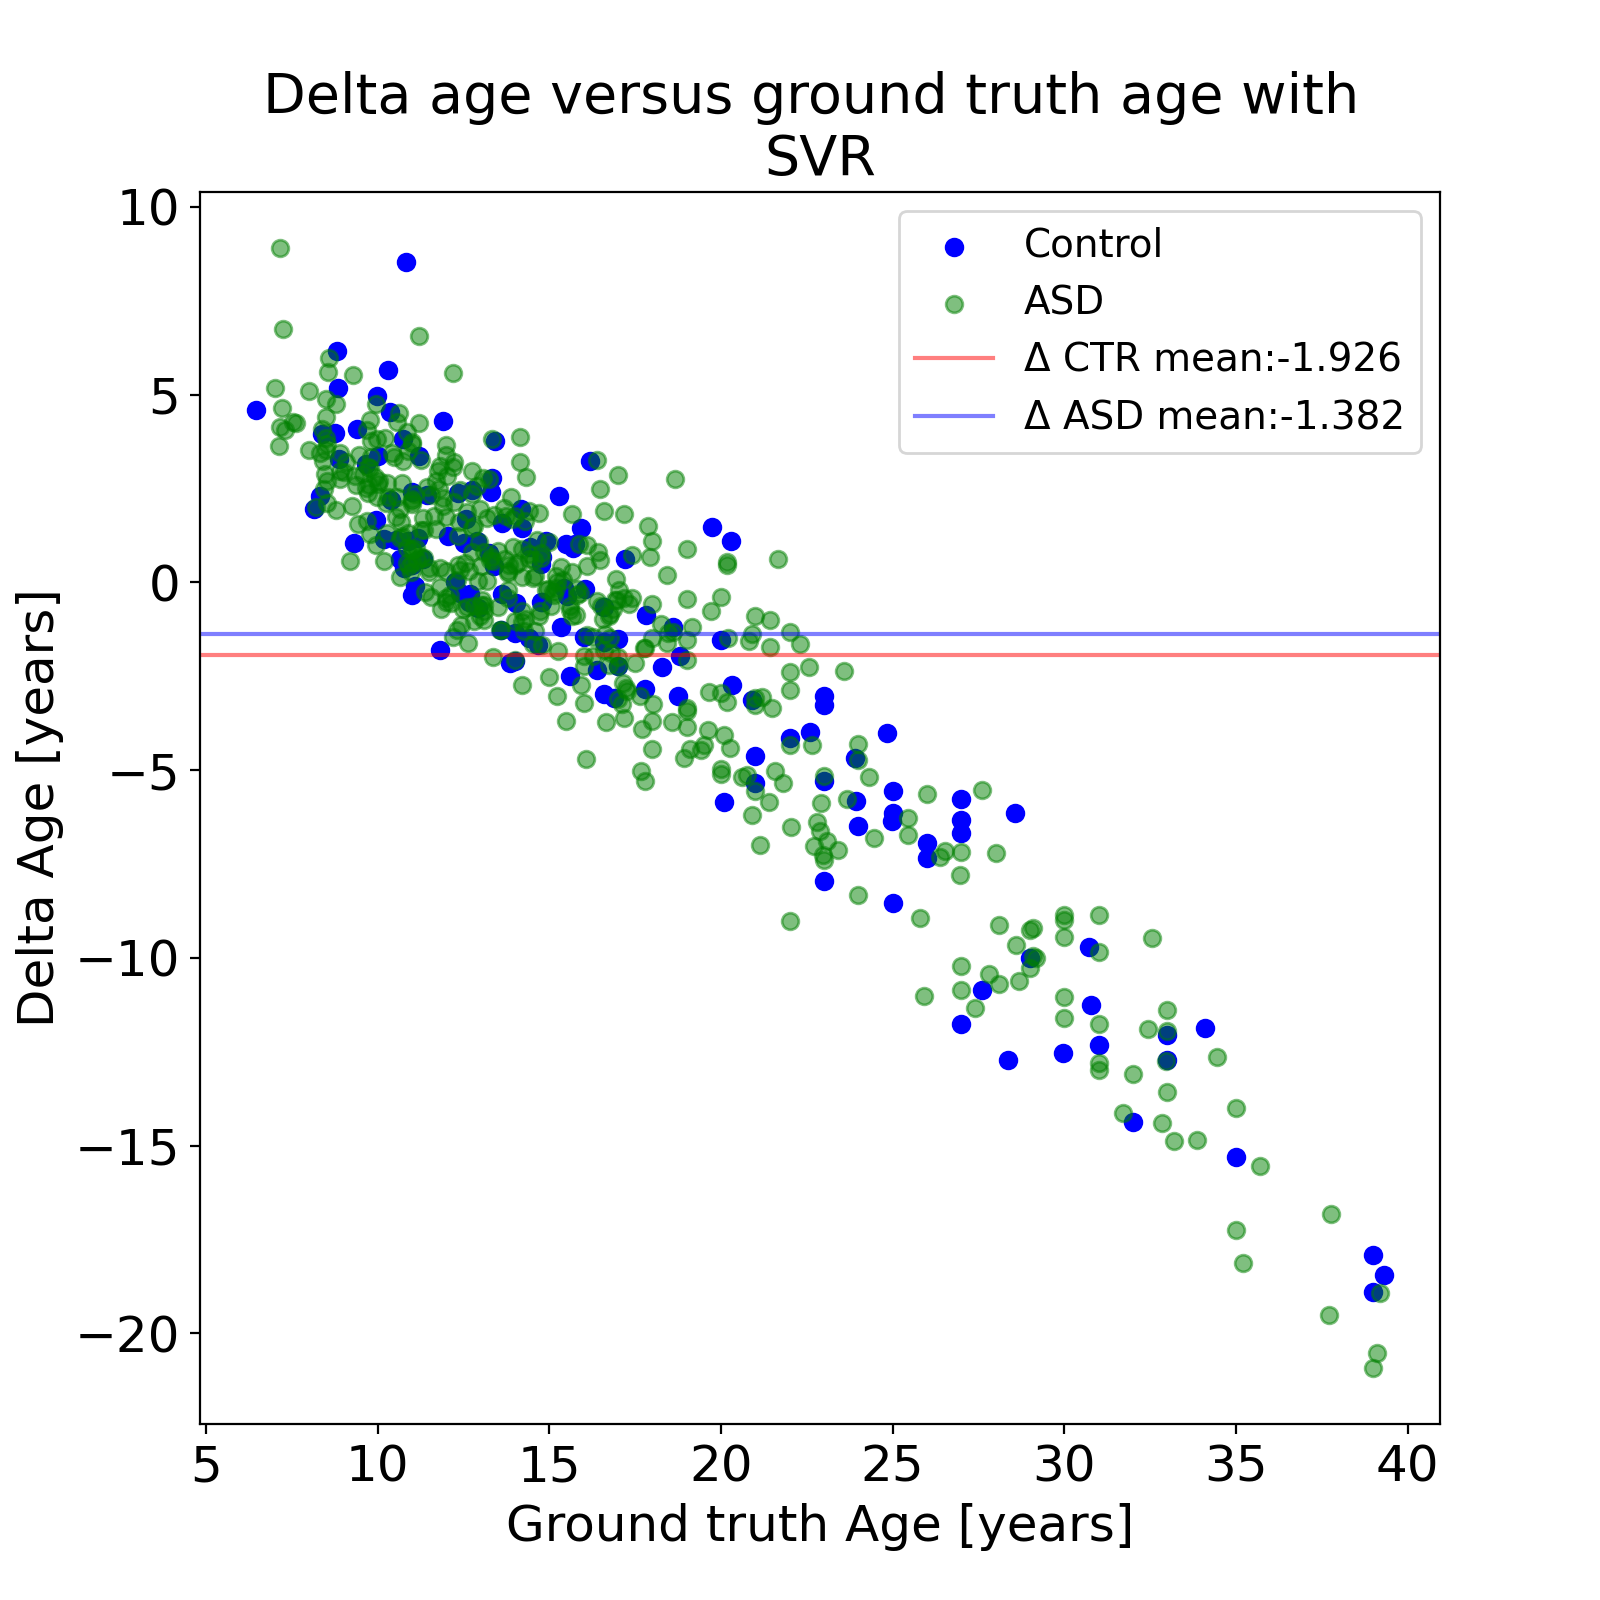 Delta age versus ground truth age with
SVR
10
5
0
−5
−10
−15
−20
Delta Age [years]
Control
ASD
Δ CTR mean:-1.926
Δ ASD mean:-1.382
5 10 15 20 25 30 35 40
Ground truth Age [years]